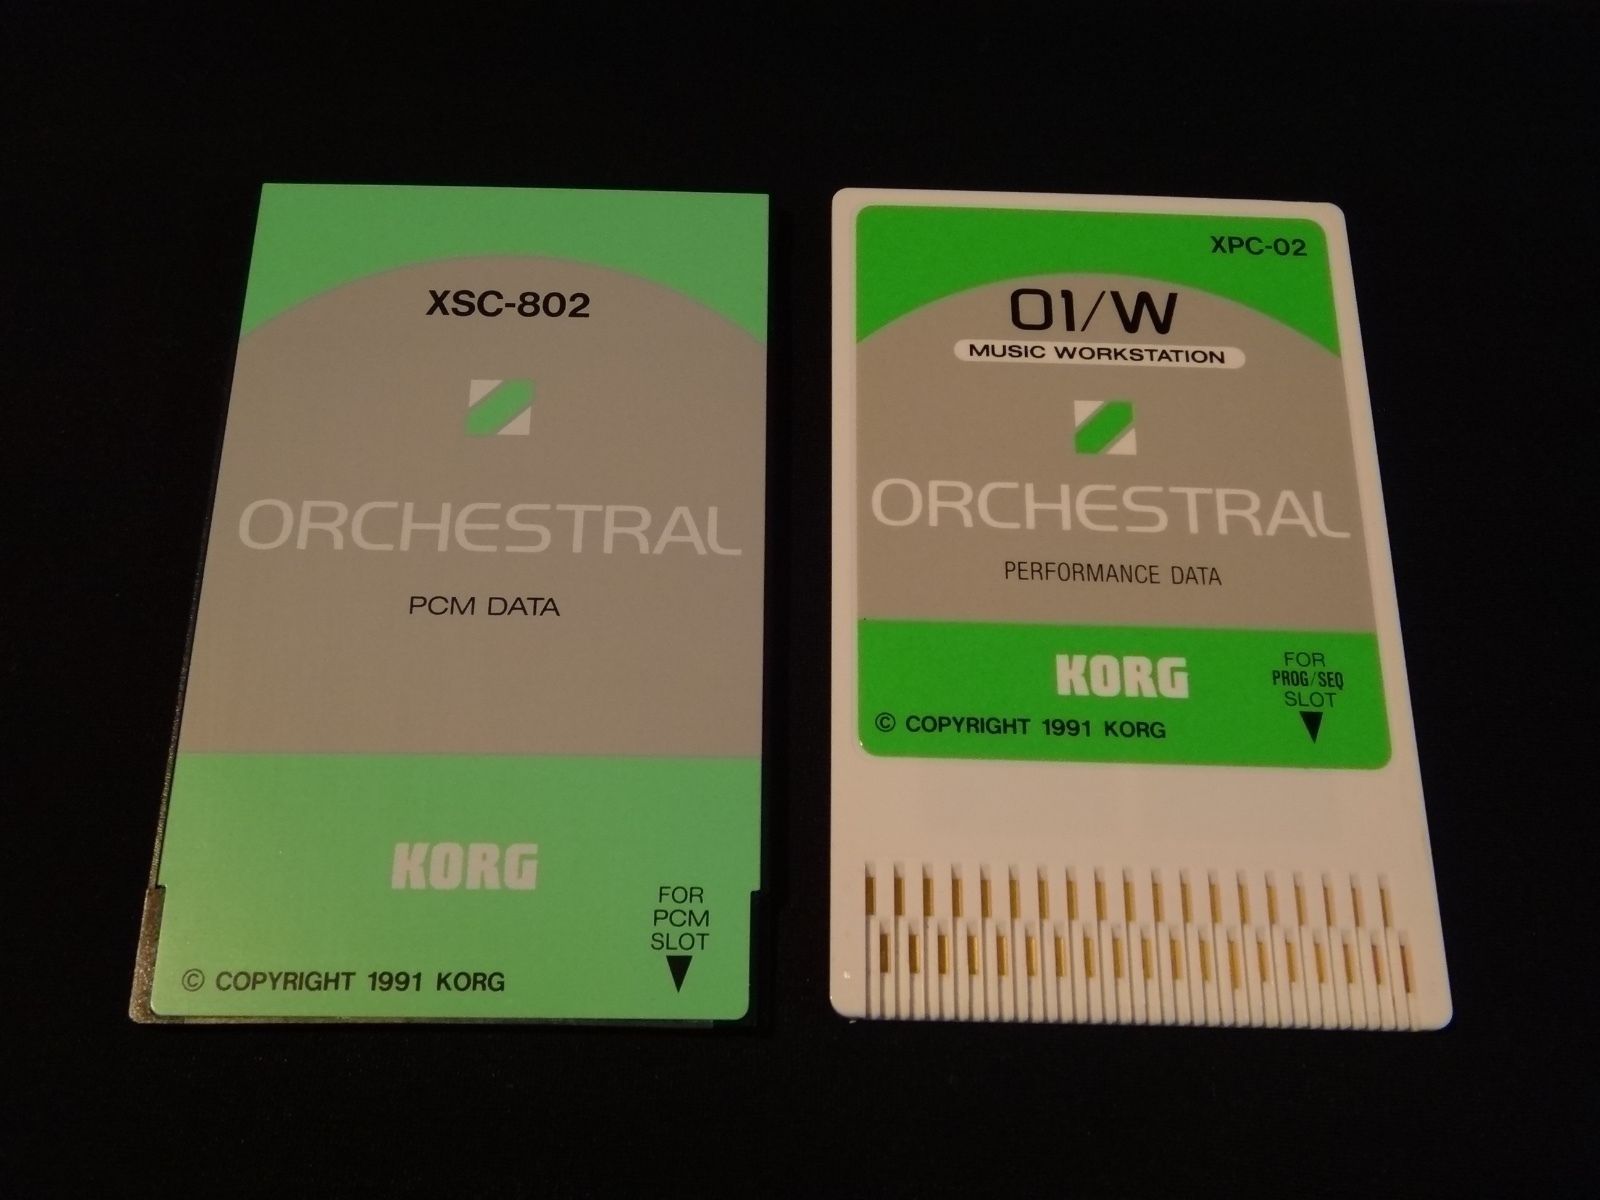 XSC-802
ORCHESTRAL
PCM DATA
KORG
FOR
PCM
SLOT
© COPYRIGHT 1991 KORG
XPC-02
01/W
MUSIC WORKSTATION
ORCHESTRAL
PERFORMANCE DATA
KORG
FOR
PROG/SEQ
SLOT
© COPYRIGHT 1991 KORG